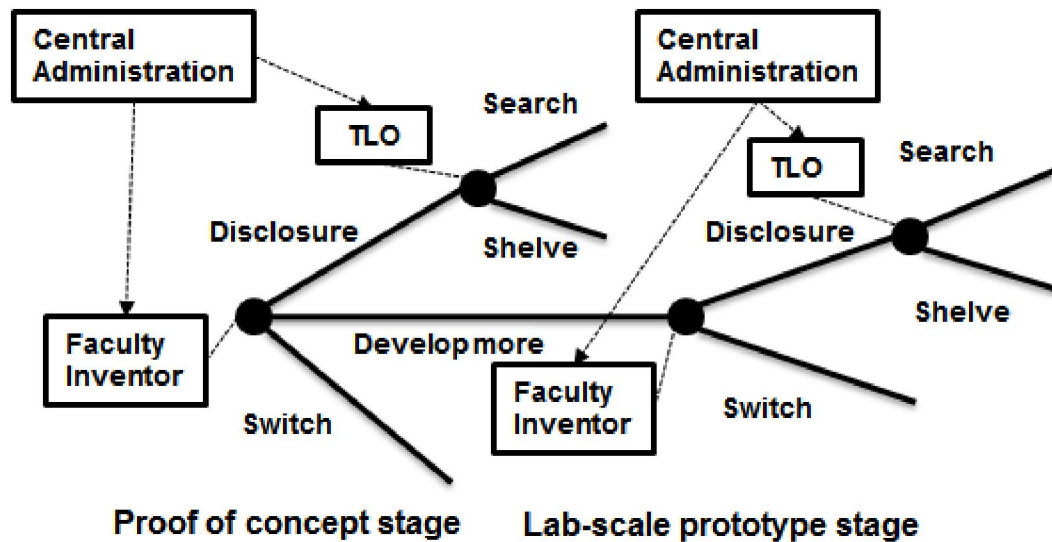 Central
Administration
TLO
Search
Disclosure
Shelve
Faculty
Inventor
Develop more
Switch
Central
Administration
TLO
Search
Disclosure
Shelve
Faculty
Inventor
Switch
Proof of concept stage
Lab-scale prototype stage